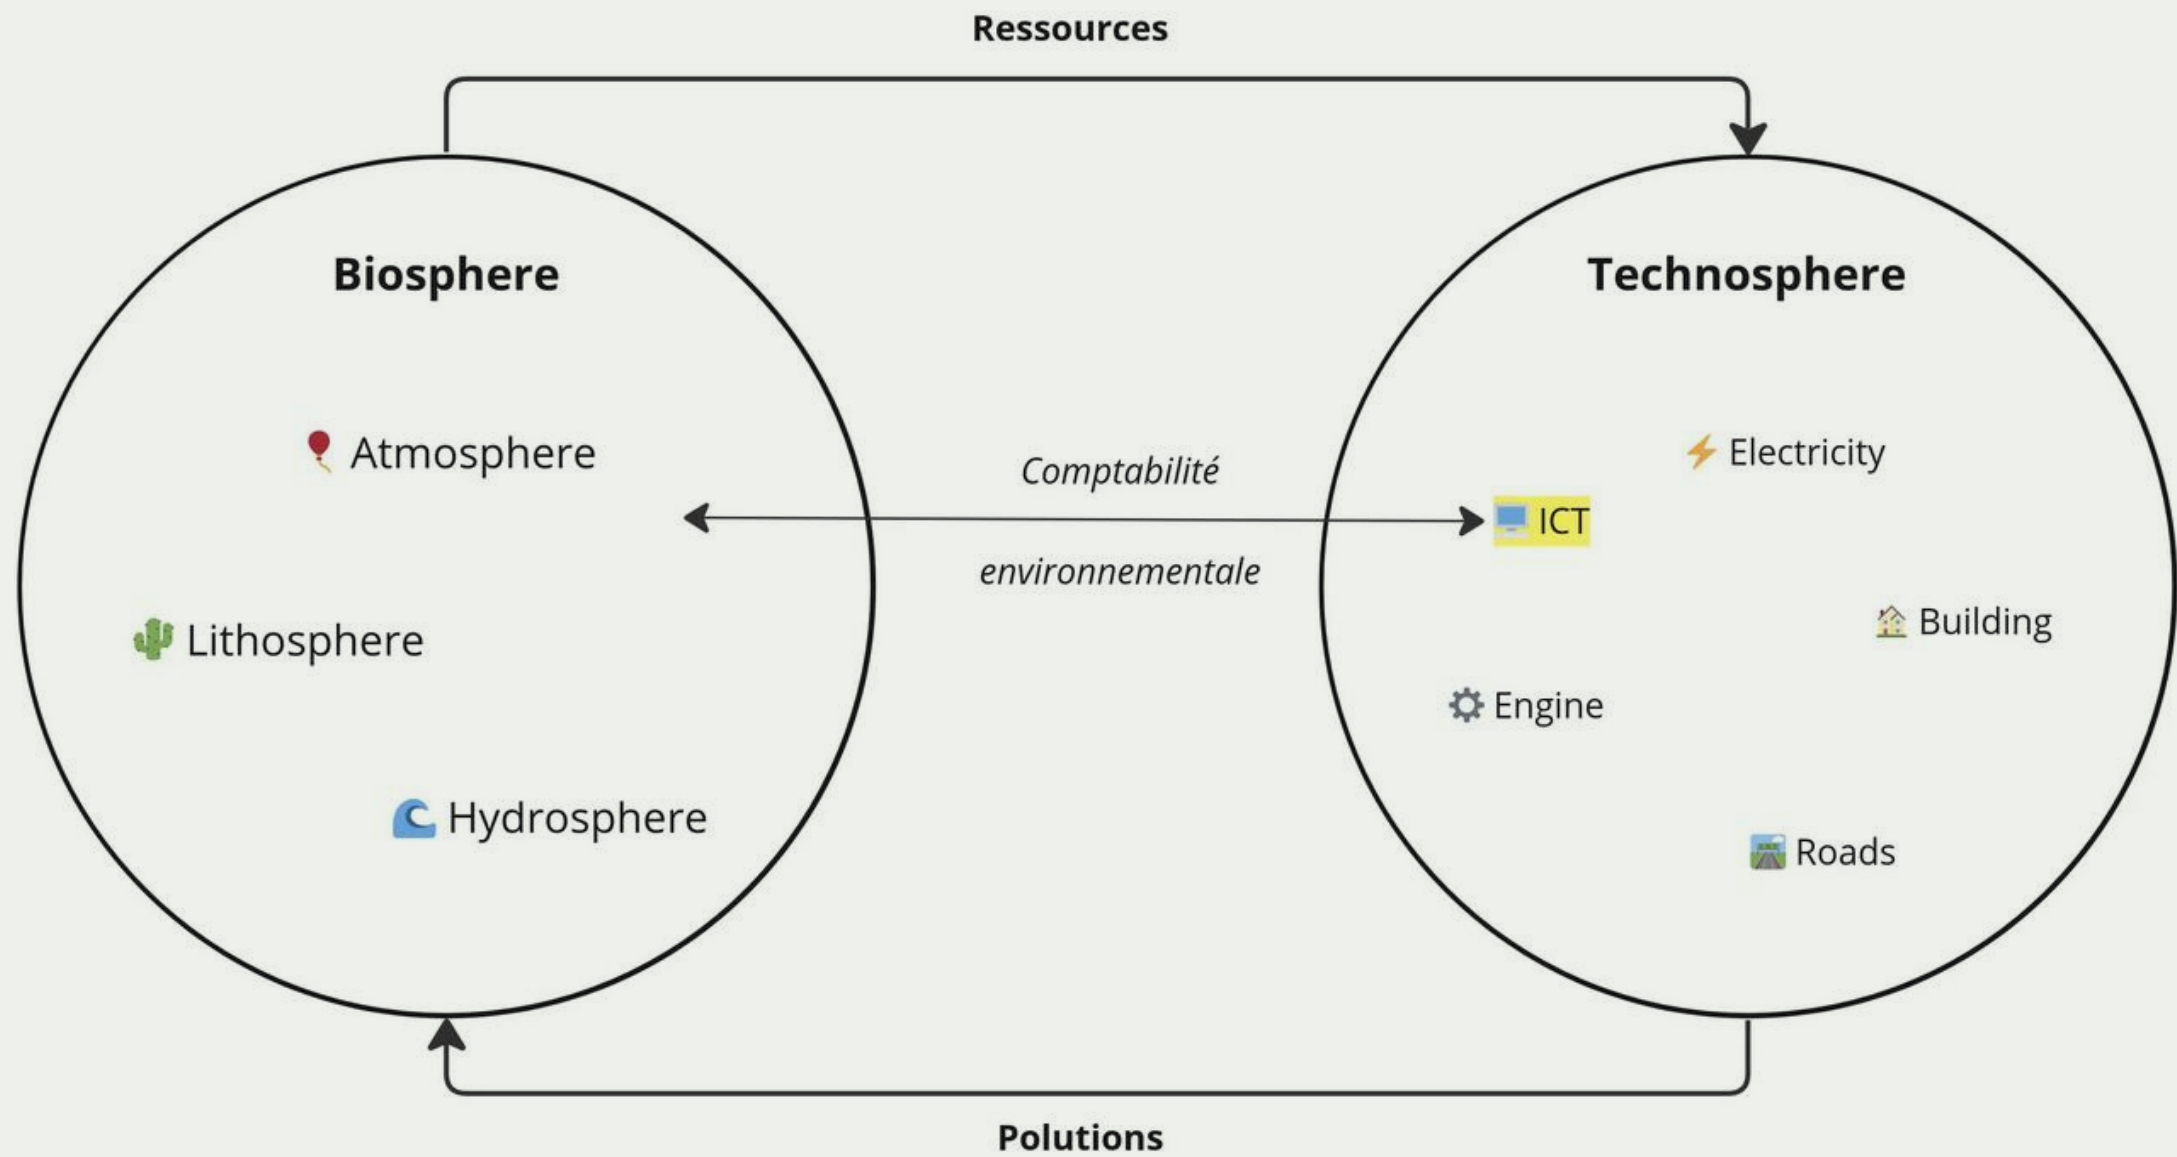 Ressources
Biosphere
Technosphere
Atmosphere
Comptabilité
Electricity
ICT
environnementale
Building
Lithosphere
Engine
Hydrosphere
Roads
Polutions